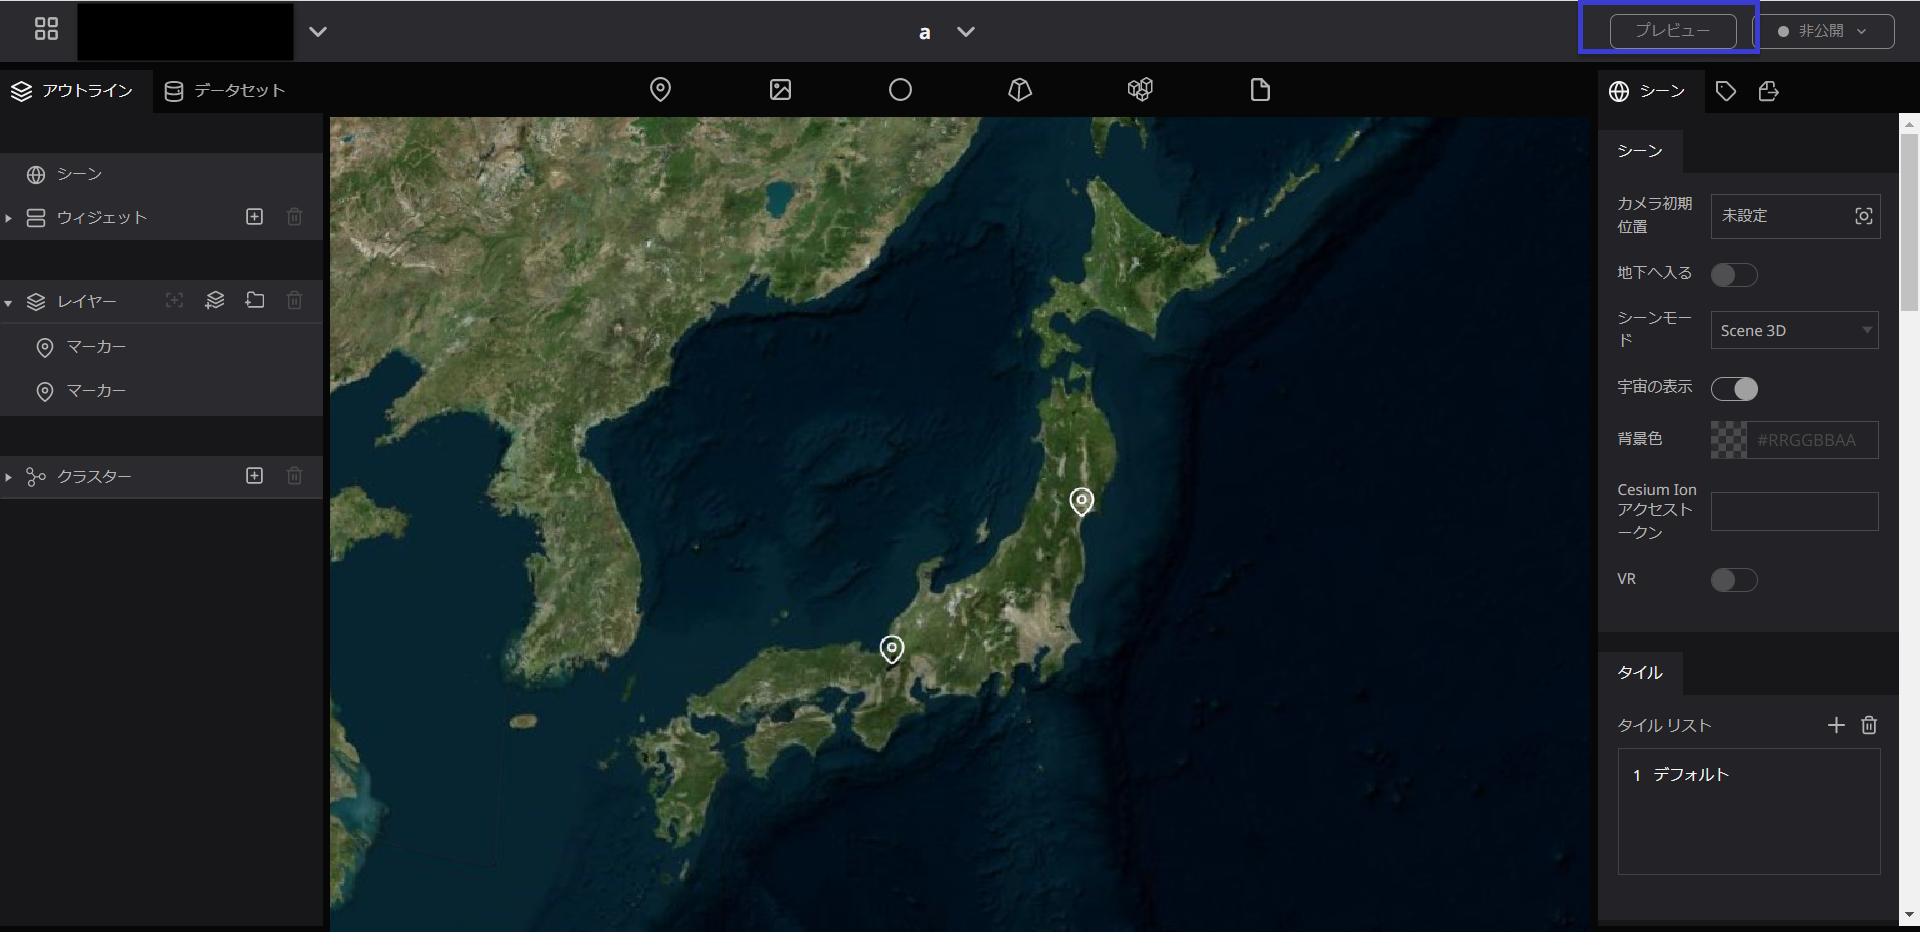 a
プレビュー
非公開
アウトライン
データセット
シーン
シーン
ウィジェット
レイヤー
マーカー
マーカー
クラスター
シーン
カメラ初期
位置
未設定
地下へ入る
シーンモー
ド
Scene 3D
宇宙の表示
背景色
#RRGGBBAA
Cesium Ion
アクセスト
ークン
VR
タイル
タイル リスト
1 デフォルト